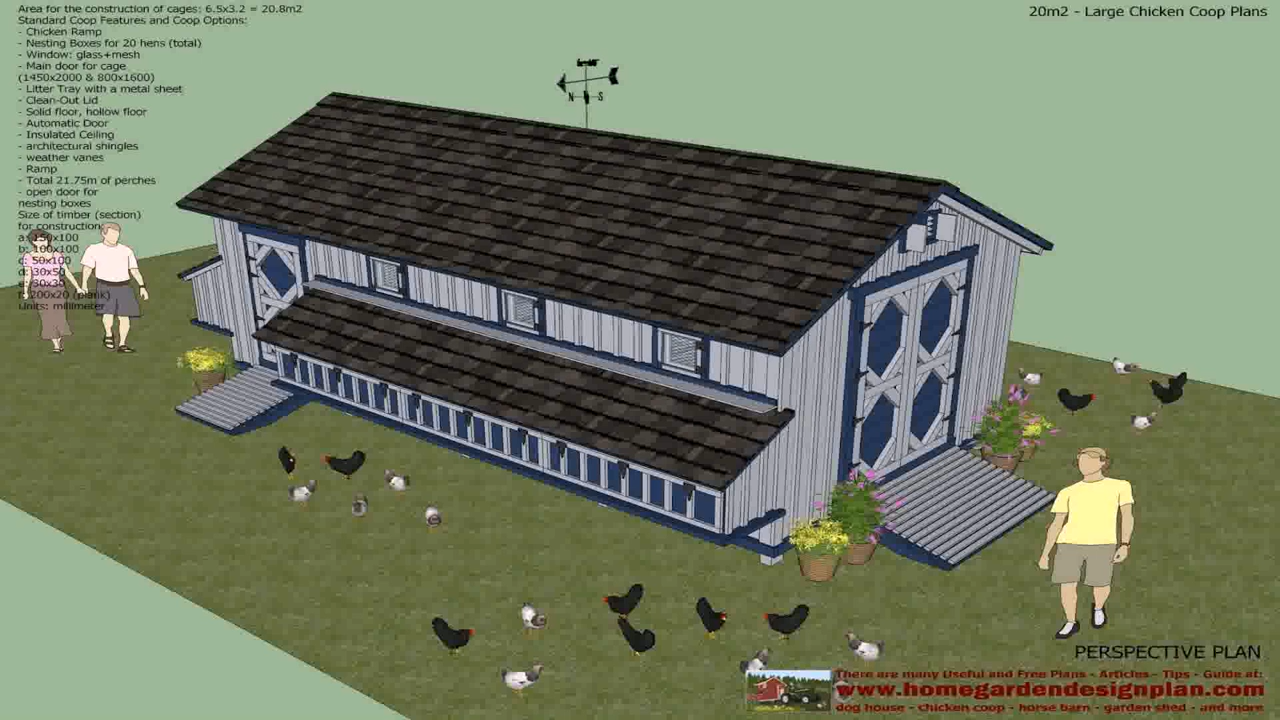 Area for the construction of cages: 6.5x3.2 = 20.8m2
Standard Coop Features and Coop Options:
- Chicken Ramp
- Nesting Boxes for 20 hens (total)
- Window: glass+mesh
- Main door for cage
(1450x2000 & 800x1600)
- Litter Tray with a metal sheet
- Clean-Out Lid
- Solid floor, hollow floor
- Automatic Door
- Insulated Ceiling
- architectural shingles
- weather vanes
- Ramp
- Total 21.75m of perches
- open door for
nesting boxes
Size of timber (section)
for construction:
a: 150x100
b: 100x100
c: 50x100
d: 30x50
e: 30x30
f: 200x20 (plank)
Units: millimeter
20m2 - Large Chicken Coop Plans
N S
PERSPECTIVE PLAN
There are many Useful and Free Plans - Articles - Tips - Guide at:
www.homegardendesignplan.com
dog house - chicken coop - horse barn - garden shed - and more